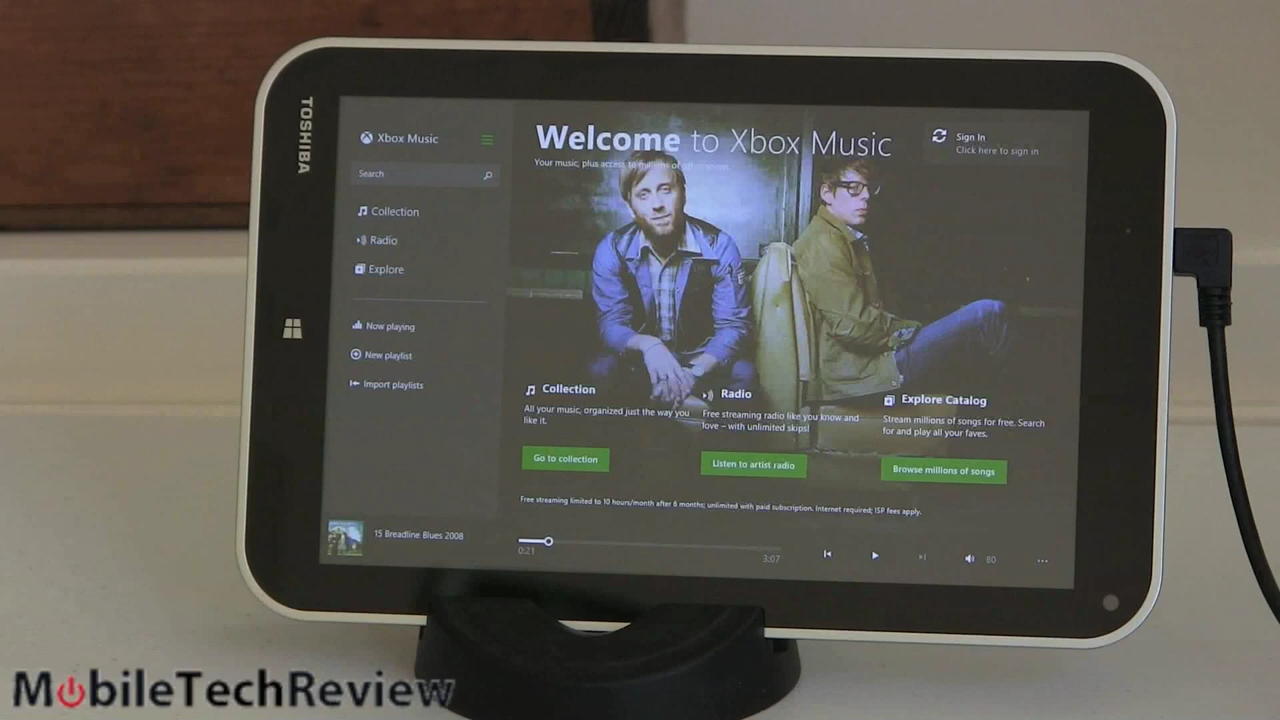 TOSHIBA
Xbox Music
Search
Collection
Radio
Explore
Now playing
New playlist
Import playlists
Welcome to Xbox Music
Your music, plus access to millions of
Sign In
Click here to sign in
Collection
All your music, organized just the way you
like it.
Go to collection
Radio
Free streaming radio like you know and
love – with unlimited skips!
Listen to artist radio
Explore Catalog
Stream millions of songs for free. Search
for and play all your faves.
Browse millions of songs
Free streaming limited to 10 hours/month after 6 months; unlimited with paid subscription. Internet required; ISP fees apply.
15 Breadline Blues 2008
0:21
3:07
80
MobileTechReview